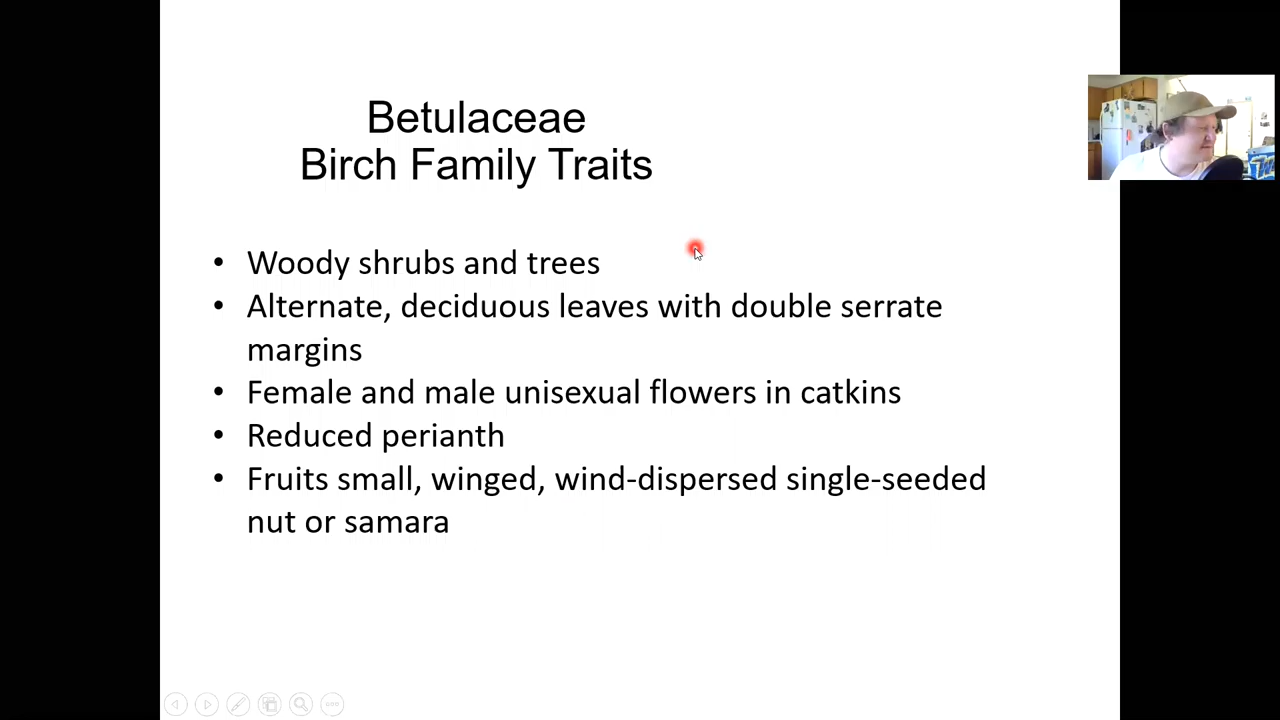 Betulaceae
Birch Family Traits
• Woody shrubs and trees
• Alternate, deciduous leaves with double serrate
margins
• Female and male unisexual flowers in catkins
• Reduced perianth
• Fruits small, winged, wind-dispersed single-seeded
nut or samara